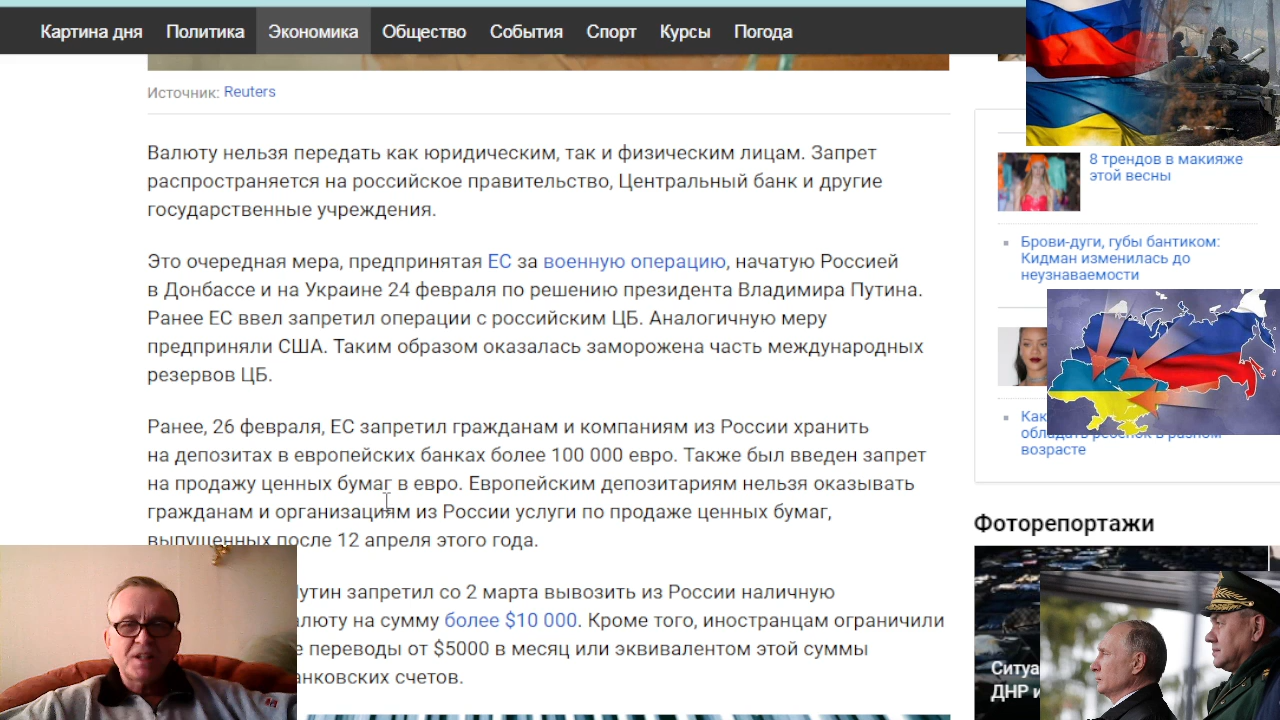 Картина дня Политика Экономика Общество События Спорт Курсы Погода
Источник: Reuters
Валюту нельзя передать как юридическим, так и физическим лицам. Запрет
распространяется на российское правительство, Центральный банк и другие
государственные учреждения.
Это очередная мера, предпринятая ЕС за военную операцию, начатую Россией
в Донбассе и на Украине 24 февраля по решению президента Владимира Путина.
Ранее ЕС ввел запретил операции с российским ЦБ. Аналогичную меру
предприняли США. Таким образом оказалась заморожена часть международных
резервов ЦБ.
Ранее, 26 февраля, ЕС запретил гражданам и компаниям из России хранить
на депозитах в европейских банках более 100 000 евро. Также был введен запрет
на продажу ценных бумаг в евро. Европейским депозитариям нельзя оказывать
гражданам и организациям из России услуги по продаже ценных бумаг,
выпущенных после 12 апреля этого года.
утин запретил со 2 марта вывозить из России наличную
алюту на сумму более $10 000. Кроме того, иностранцам ограничили
е переводы от $5000 в месяц или эквивалентом этой суммы
анковских счетов.
8 трендов в макияже
этой весны
Брови-дуги, губы бантиком:
Кидман изменилась до
неузнаваемости
Как
обладать ребенок в разном
возрасте
Фоторепортажи
Ситуа
ДНР и